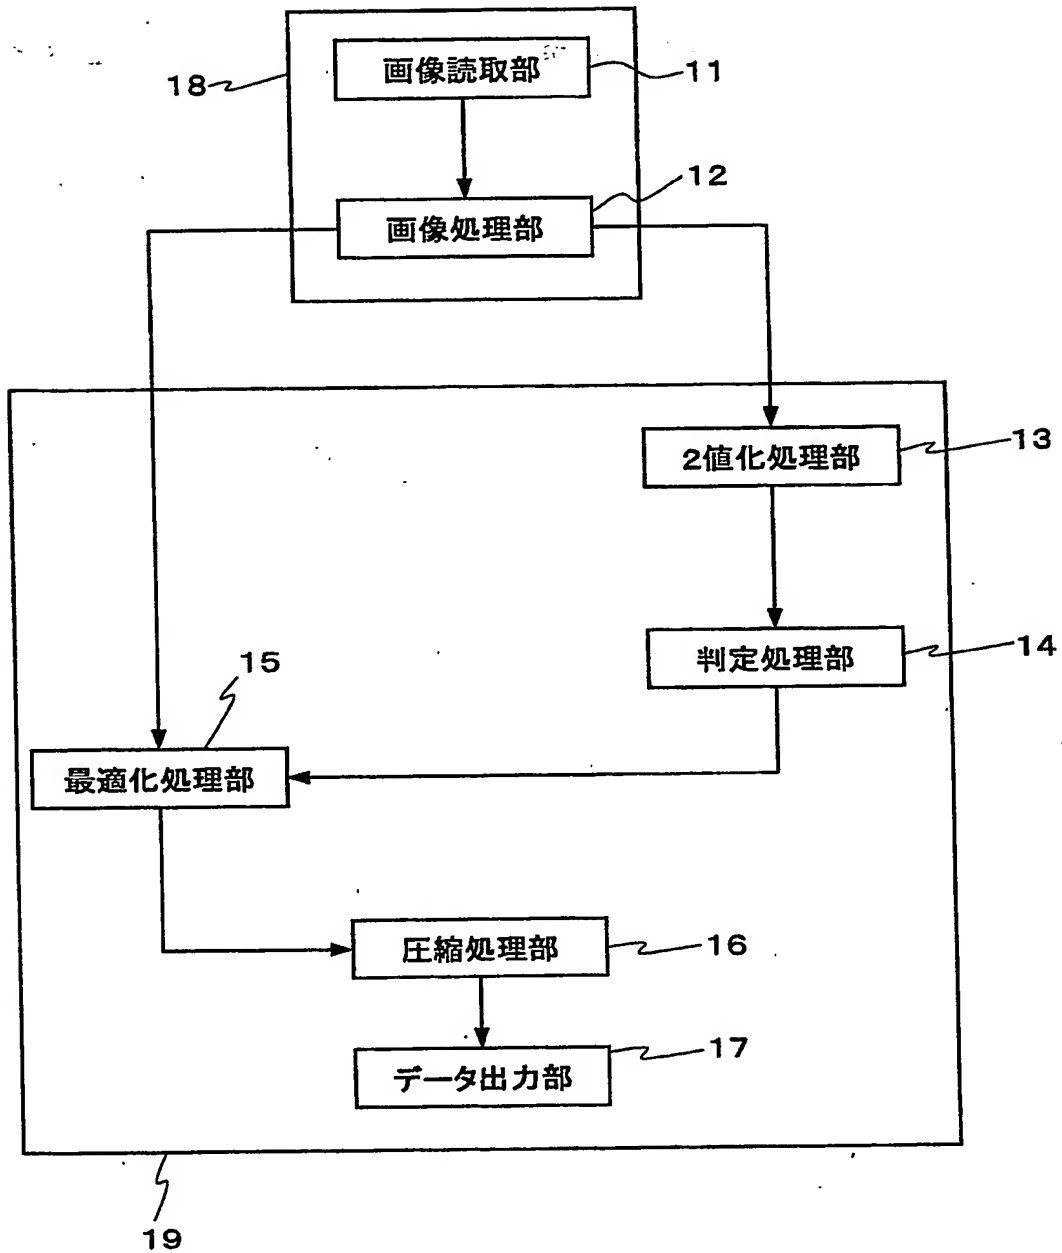 18
画像読取部
11
画像処理部
12
2値化処理部
13
判定処理部
14
15
最適化処理部
圧縮処理部
16
データ出力部
17
19